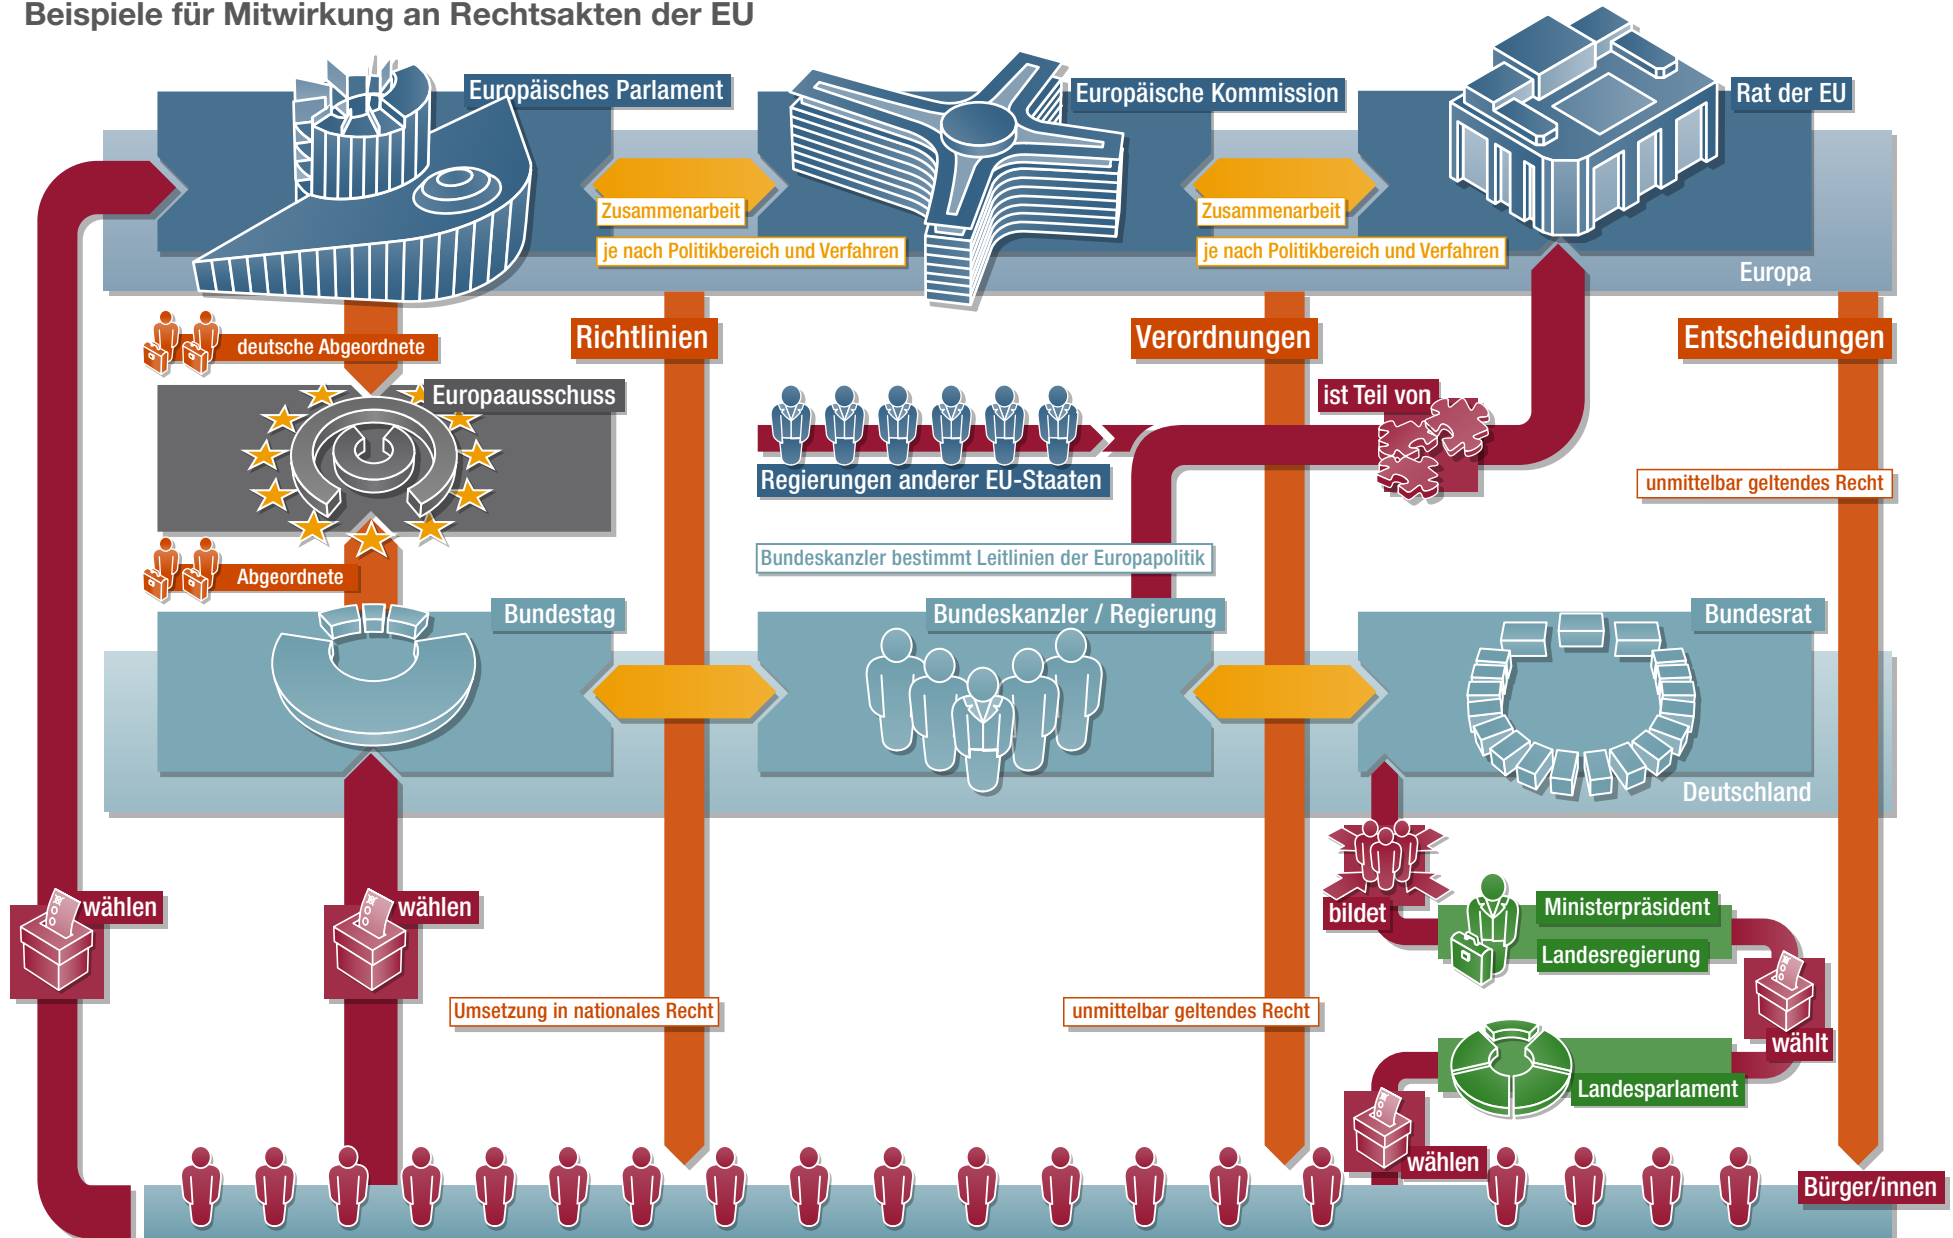 Beispiele für Mitwirkung an Rechtsakten der EU
Europäisches Parlament
Europäische Kommission
Rat der EU
Zusammenarbeit
je nach Politikbereich und Verfahren
Zusammenarbeit
je nach Politikbereich und Verfahren
Europa
deutsche Abgeordnete
Richtlinien
Verordnungen
Entscheidungen
Europaausschuss
ist Teil von
Regierungen anderer EU-Staaten
unmittelbar geltendes Recht
Bundeskanzler bestimmt Leitlinien der Europapolitik
Abgeordnete
Bundestag
Bundeskanzler / Regierung
Bundesrat
Deutschland
wählen
wählen
bildet
Ministerpräsident
Landesregierung
Umsetzung in nationales Recht
unmittelbar geltendes Recht
wählt
Landesparlament
wählen
Bürger/innen